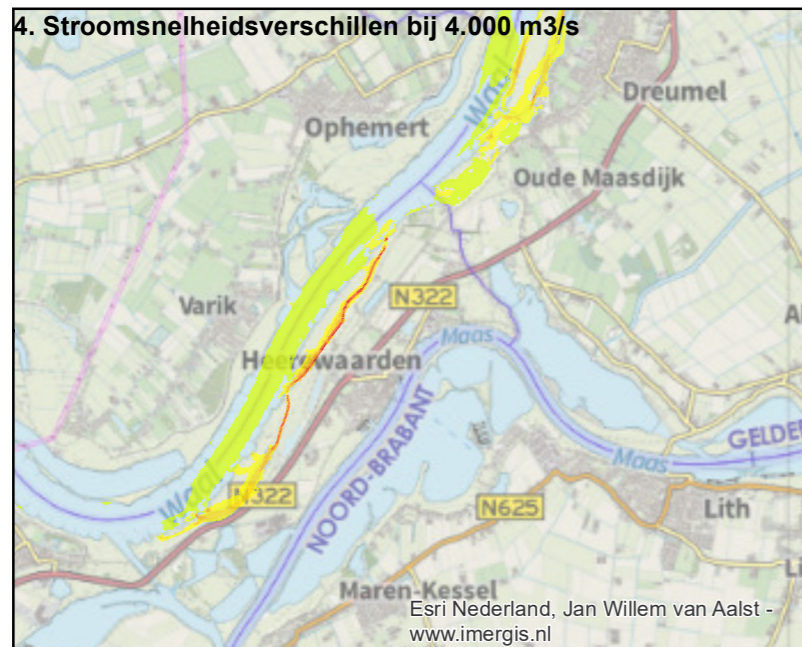 4. Stroomsnelheidsverschillen bij 4.000 m3/s
Waal
Dreumel
Ophemert
Oude Maasdijk
N322
Varik
Maas
Heerewaarden
NOORD-BRABANT
GELDER
Maas
Waal
N322
N625
Lith
Maren-Kessel
Esri Nederland, Jan Willem van Aalst -
www.imergis.nl